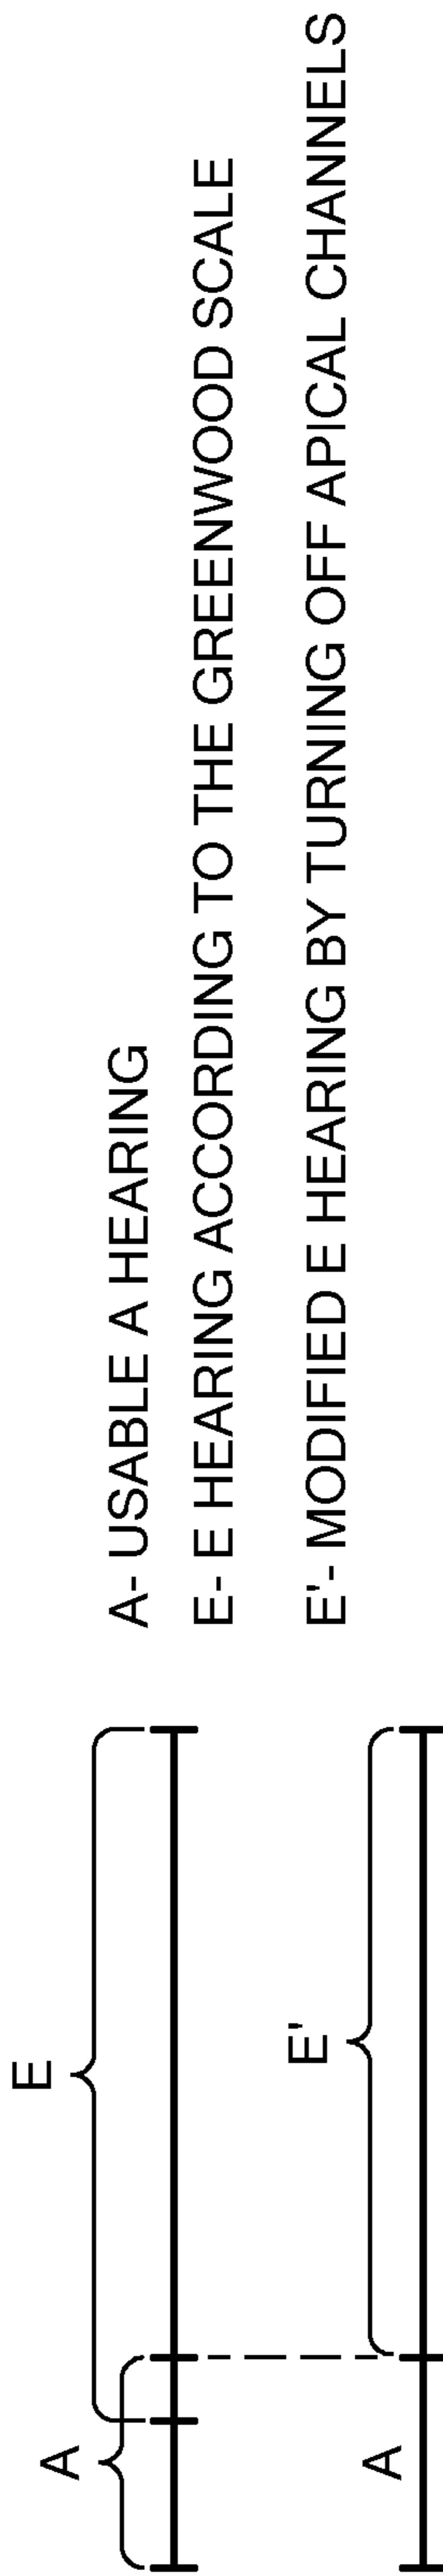 E
A
A- USABLE A HEARING
E- E HEARING ACCORDING TO THE GREENWOOD SCALE
E'
A
E'- MODIFIED E HEARING BY TURNING OFF APICAL CHANNELS